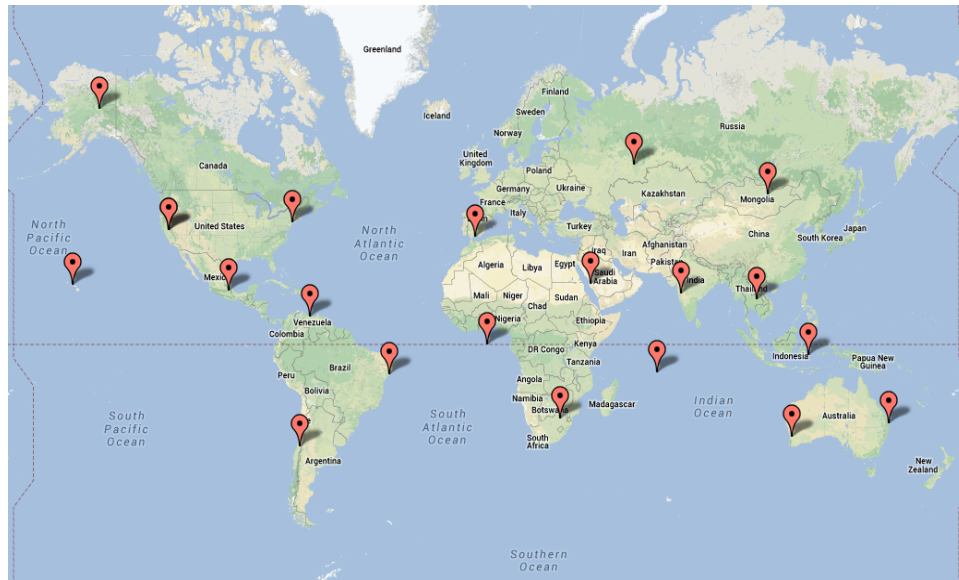 Greenland
Iceland
Finland
Sweden
Norway
Russia
United
Kingdom
Poland
Germany
Ukraine
Kazakhstan
Mongolia
Canada
France
Italy
Turkey
North
Pacific
Ocean
United States
North
Atlantic
Ocean
Iraq
Iran
Afghanistan
Pakistan
China
South Korea
Japan
Algeria
Libya
Egypt
Saudi
Arabia
India
Mexico
Mali
Niger
Chad
Sudan
Thailand
Venezuela
Colombia
Nigeria
Ethiopia
Kenya
DR Congo
Tanzania
Indonesia
Papua New
Guinea
Peru
Brazil
Bolivia
Angola
Namibia
Botswana
Madagascar
South
Pacific
Ocean
South
Atlantic
Ocean
Indian
Ocean
Australia
South
Africa
Argentina
New
Zealand
Southern
Ocean